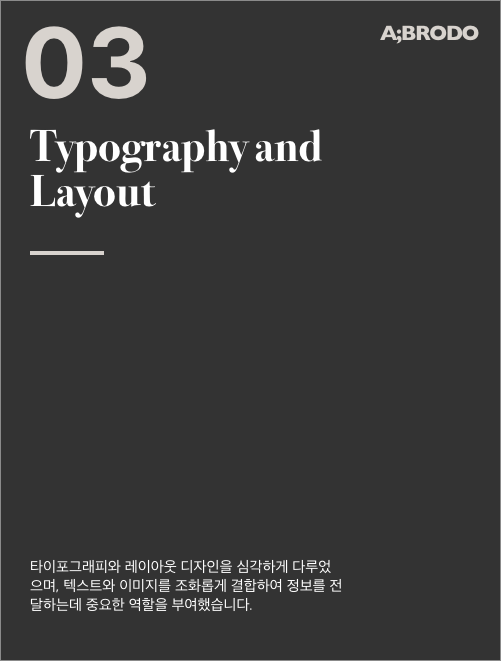 03
A;BRODO
Typography and
Layout
타이포그래피와 레이아웃 디자인을 심각하게 다루었
으며, 텍스트와 이미지를 조화롭게 결합하여 정보를 전
달하는데 중요한 역할을 부여했습니다.